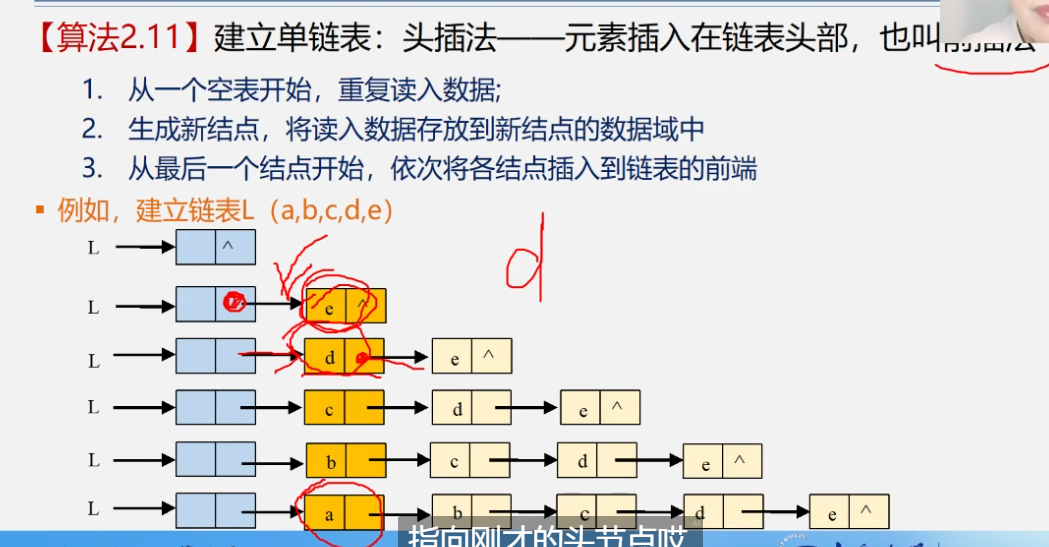 【算法2.11】建立单链表：头插法——元素插入在链表头部，也叫前插法
1. 从一个空表开始，重复读入数据;
2. 生成新结点，将读入数据存放到新结点的数据域中
3. 从最后一个结点开始，依次将各结点插入到链表的前端
▪ 例如，建立链表L（a,b,c,d,e）
d
L ^
L e ^
L d e ^
L c d e ^
L b c d e ^
L a b c d e ^
指向刚才的头节点哎